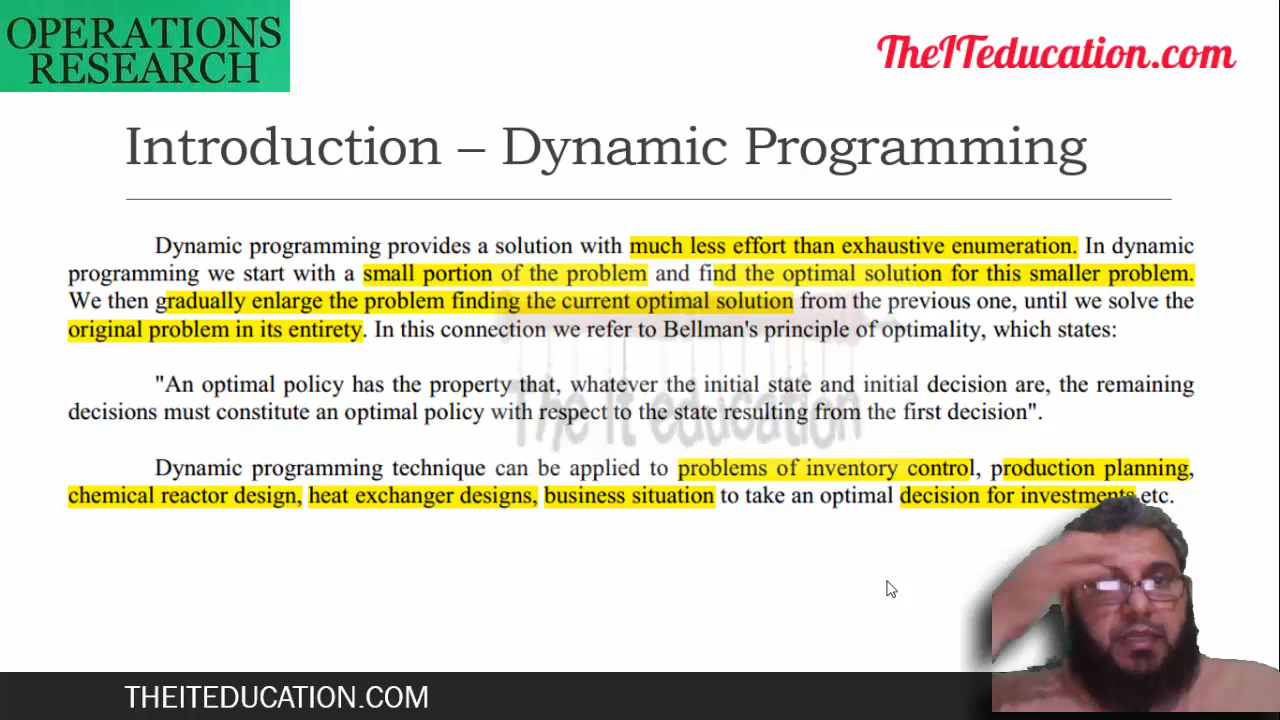 OPERATIONS
RESEARCH
TheITeducation.com
Introduction – Dynamic Programming
Dynamic programming provides a solution with much less effort than exhaustive enumeration. In dynamic
programming we start with a small portion of the problem and find the optimal solution for this smaller problem.
We then gradually enlarge the problem finding the current optimal solution from the previous one, until we solve the
original problem in its entirety. In this connection we refer to Bellman's principle of optimality, which states:
"An optimal policy has the property that, whatever the initial state and initial decision are, the remaining
decisions must constitute an optimal policy with respect to the state resulting from the first decision".
The It education
Dynamic programming technique can be applied to problems of inventory control, production planning,
chemical reactor design, heat exchanger designs, business situation to take an optimal decision for investments etc.
THEITEDUCATION.COM